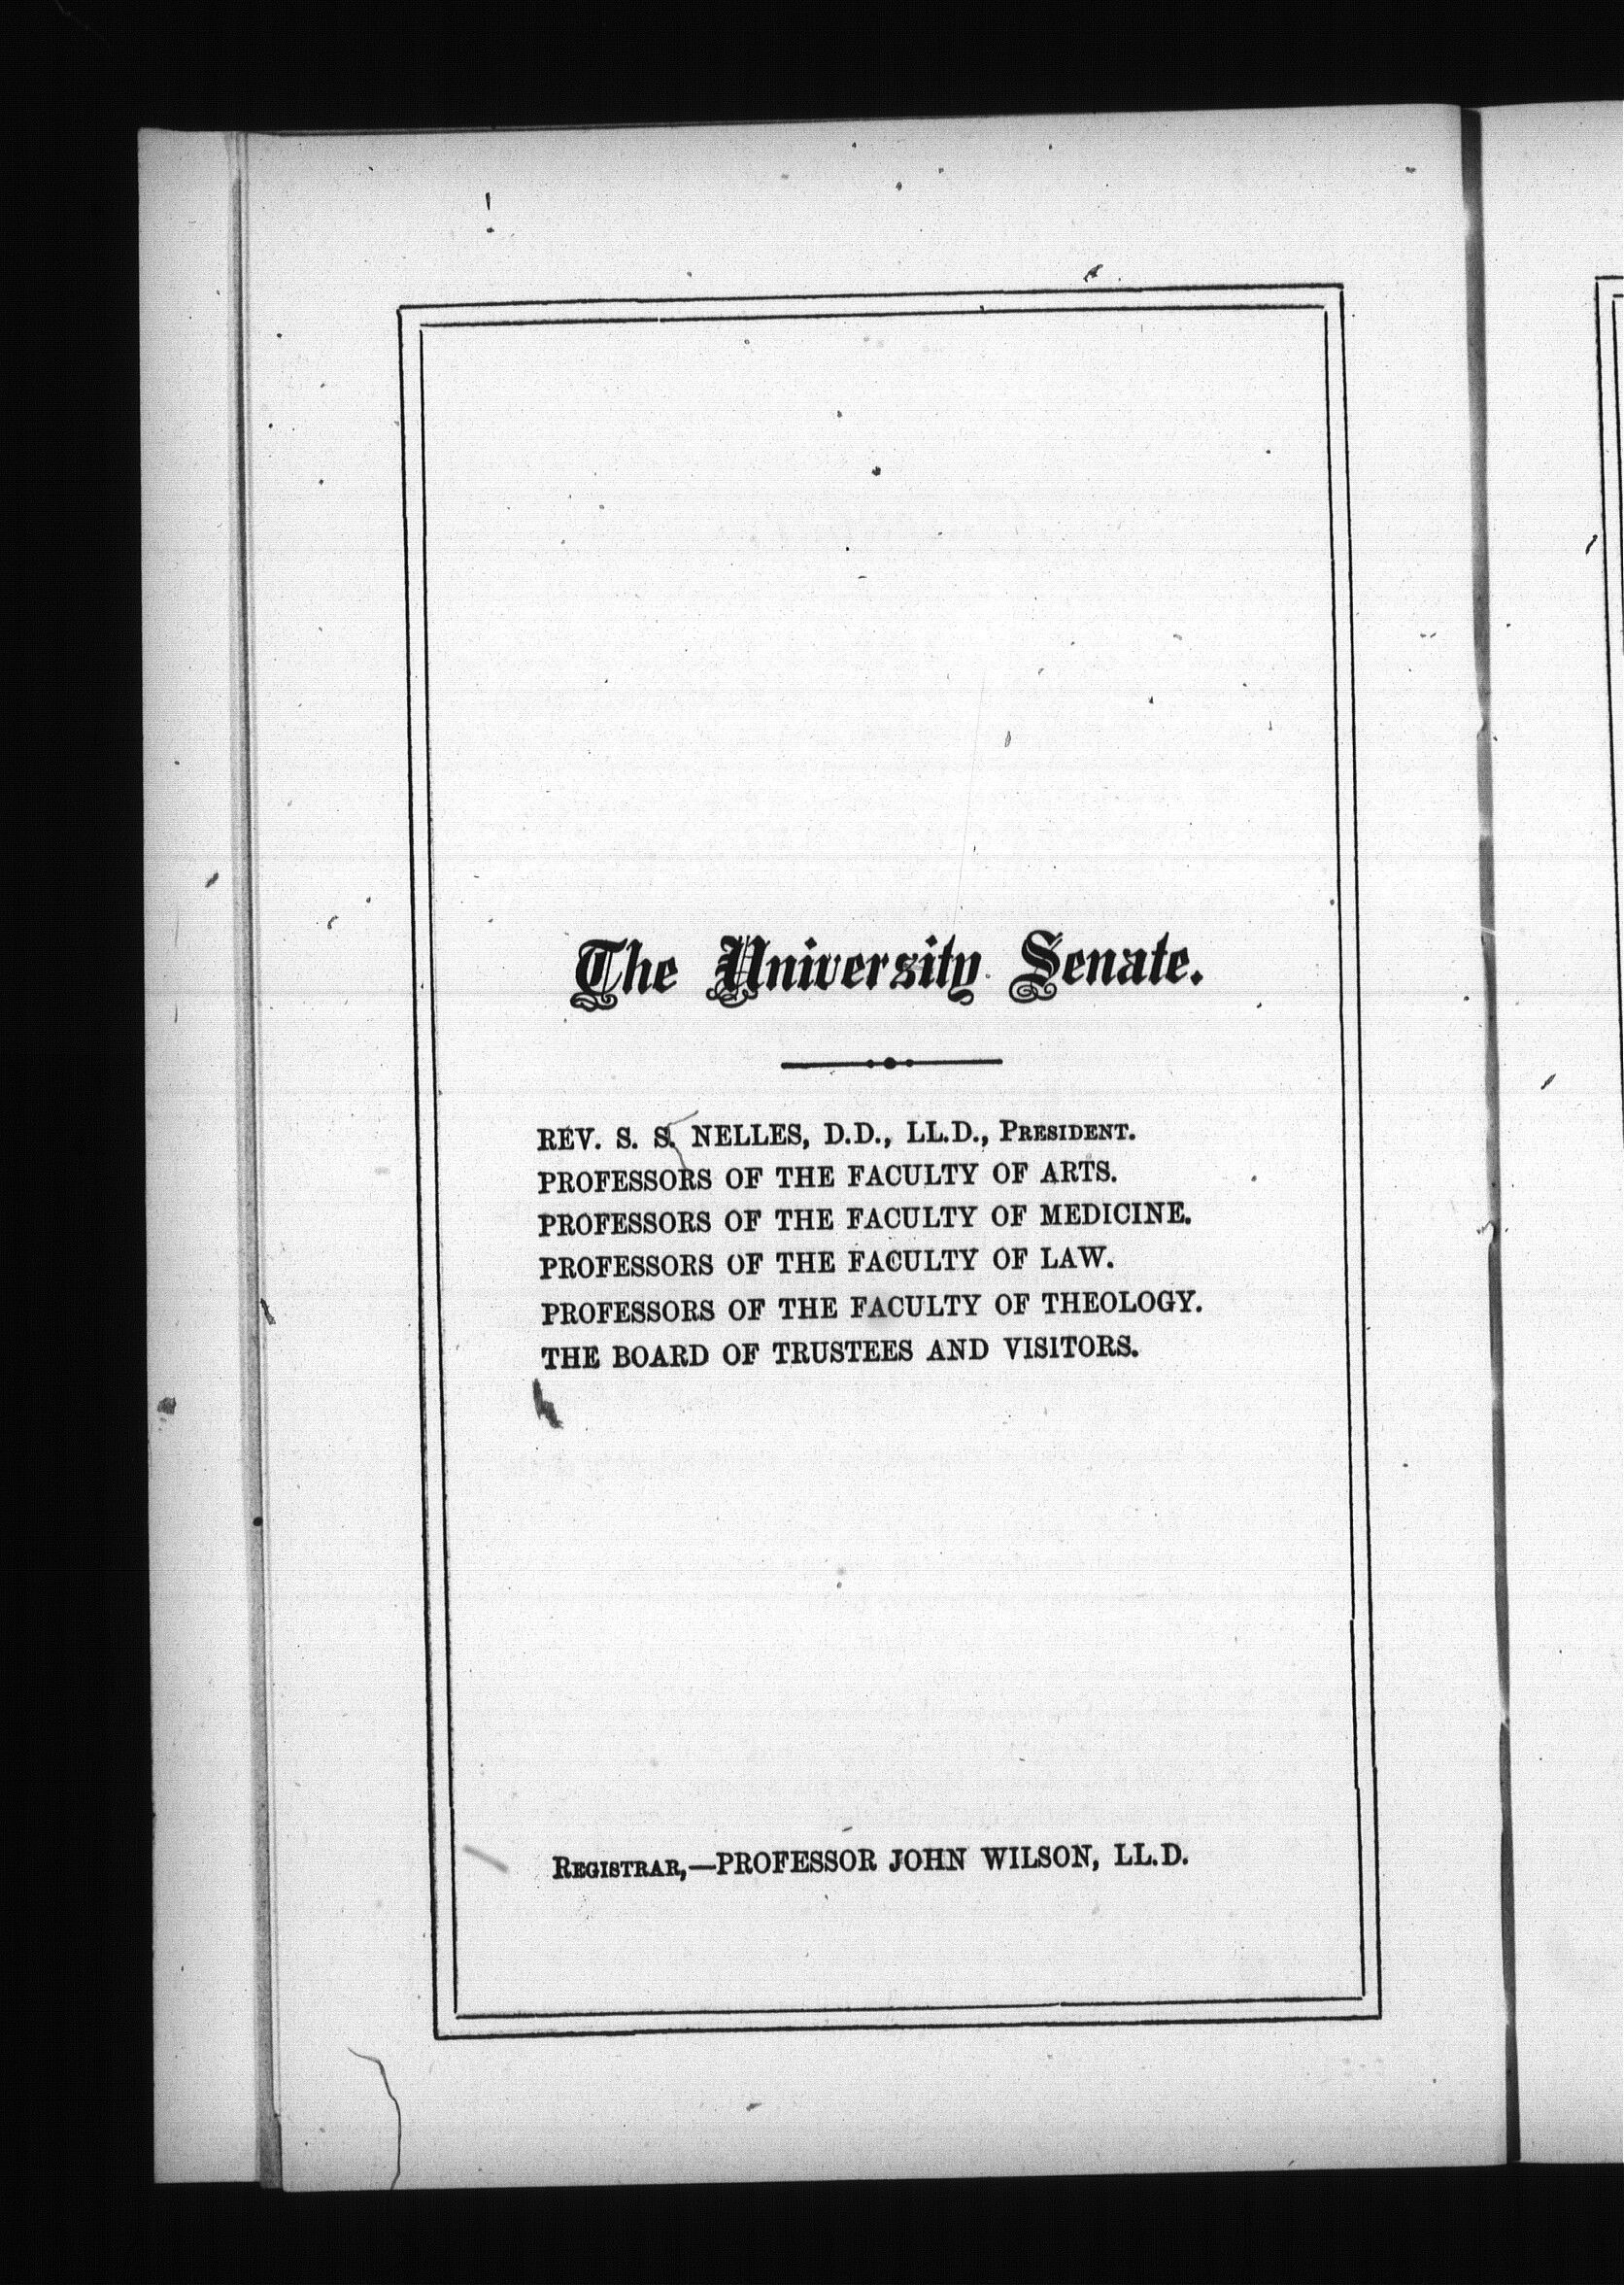 The University Senate.
REV. S. S. NELLES, D.D., LL.D., PRESIDENT.
PROFESSORS OF THE FACULTY OF ARTS.
PROFESSORS OF THE FACULTY OF MEDICINE.
PROFESSORS OF THE FACULTY OF LAW.
PROFESSORS OF THE FACULTY OF THEOLOGY.
THE BOARD OF TRUSTEES AND VISITORS.
REGISTRAR,—PROFESSOR JOHN WILSON, LL.D.